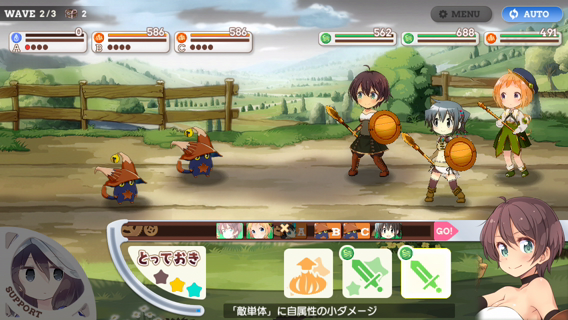 WAVE 2/3 2
MENU
AUTO
0
586
586
562
688
491
A
B
C
A
B
C
GO!
とっておき
SUPPORT
「敵単体」に自属性の小ダメージ